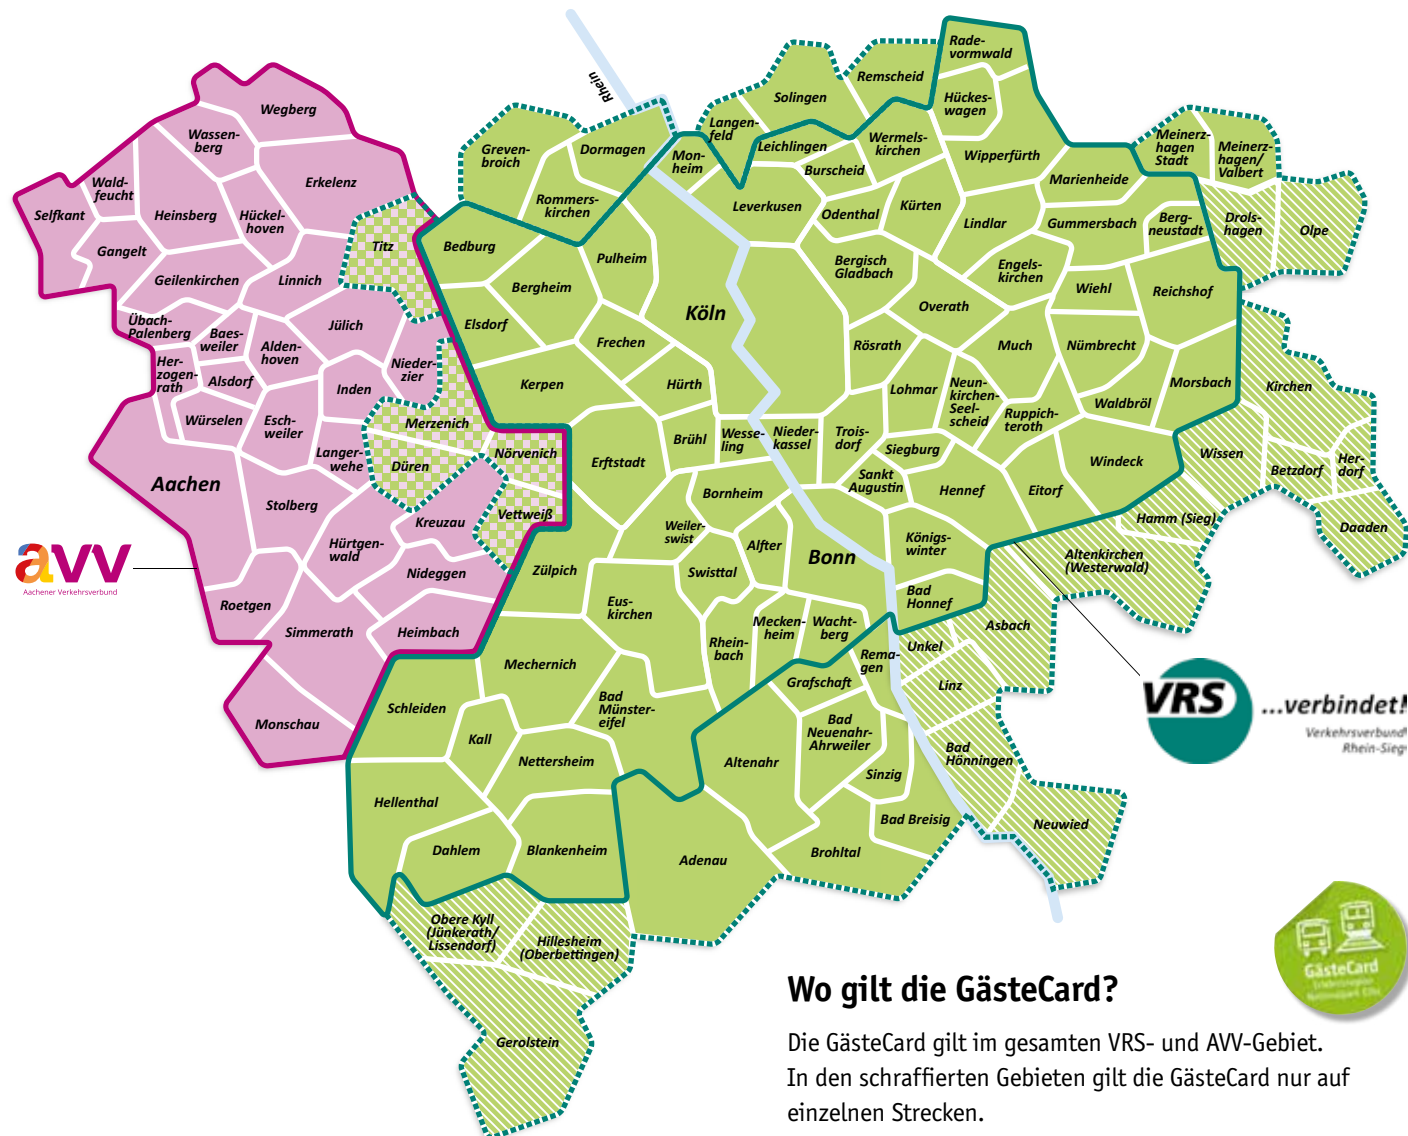 Rhein
Rade-
vormwald
Remscheid
Hückes-
wagen
Solingen
Langen-
feld
Leichlingen
Wermels-
kirchen
Wipperfürth
Meinerz-
hagen
Stadt
Meinerz-
hagen/
Valbert
Greven-
broich
Dormagen
Mon-
heim
Burscheid
Marienheide
Rommers-
kirchen
Leverkusen
Odenthal
Kürten
Lindlar
Gummersbach
Berg-
neustadt
Drols-
hagen
Olpe
Wegberg
Wassen-
berg
Erkelenz
Wald-
feucht
Selfkant
Heinsberg
Hückel-
hoven
Gangelt
Titz
Geilenkirchen
Linnich
Bedburg
Pulheim
Bergheim
Bergisch
Gladbach
Engels-
kirchen
Wiehl
Reichshof
Köln
Overath
Übach-
Palenberg
Baes-
weiler
Jülich
Elsdorf
Frechen
Rösrath
Much
Nümbrecht
Her-
zogen-
rath
Alsdorf
Alden-
hoven
Nieder-
zier
Inden
Kerpen
Hürth
Lohmar
Neun-
kirchen-
Seel-
scheid
Ruppich-
teroth
Waldbröl
Morsbach
Kirchen
Würselen
Esch-
weiler
Merzenich
Langer-
wehe
Düren
Nörvenich
Erftstadt
Brühl
Wesse-
ling
Nieder-
kassel
Trois-
dorf
Siegburg
Sankt
Augustin
Hennef
Eitorf
Windeck
Wissen
Betzdorf
Her-
dorf
Daaden
Aachen
Stolberg
Kreuzau
Vettweiß
Bornheim
Hamm (Sieg)
Hürtgen-
wald
Weiler-
swist
Alfter
Bonn
Königs-
winter
Altenkirchen
(Westerwald)
avv
Aachener Verkehrsverbund
Nideggen
Zülpich
Swisttal
Bad
Honnef
Roetgen
Simmerath
Heimbach
Eus-
kirchen
Rhein-
bach
Mecken-
heim
Wacht-
berg
Rema-
gen
Unkel
Asbach
Mechernich
Grafschaft
Linz
Monschau
Schleiden
Kall
Bad
Münster-
eifel
Bad
Neuenahr-
Ahrweiler
VRS
...verbindet!
Verkehrsverbund
Rhein-Sieg
Nettersheim
Altenahr
Sinzig
Bad
Hönningen
Hellenthal
Bad Breisig
Neuwied
Dahlem
Blankenheim
Adenau
Brohltal
Obere Kyll
(Jünkerath/
Lissendorf)
Hillesheim
(Oberbettingen)
Gerolstein
GästeCard
Wo gilt die GästeCard?
Die GästeCard gilt im gesamten VRS- und AVV-Gebiet.
In den schraffierten Gebieten gilt die GästeCard nur auf
einzelnen Strecken.